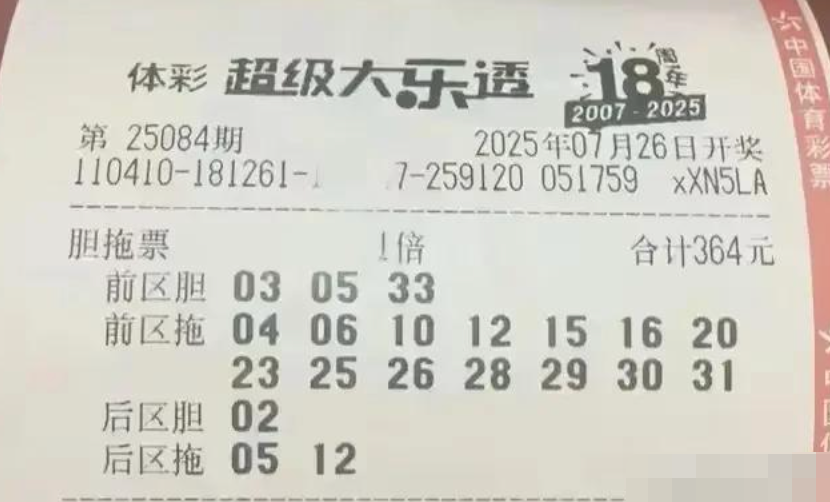 体彩 超级大乐透 18周年
2007-2025
第 25084期 2025年07月26日开奖
110410-181261- 7-259120 051759 xXN5LA
胆拖票 1倍 合计364元
前区胆 03 05 33
前区拖 04 06 10 12 15 16 20
23 25 26 28 29 30 31
后区胆 02
后区拖 05 12
中国体育彩票
中国体